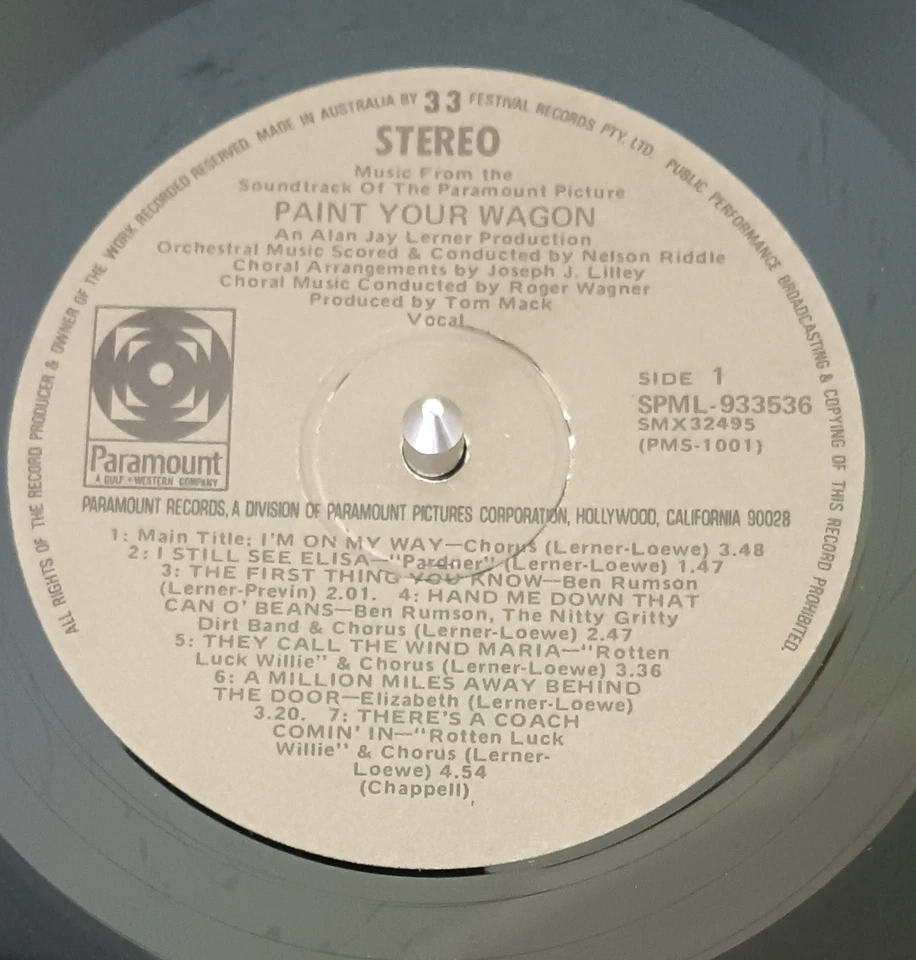 ALL RIGHTS OF THE RECORD PRODUCER & OWNER OF THE WORK RECORDED RESERVED. MADE IN AUSTRALIA BY 33 FESTIVAL RECORDS PTY. LTD. PUBLIC PERFORMANCE BROADCASTING & COPYING OF THIS RECORD PROHIBITED.
STEREO
Music From the
Soundtrack Of The Paramount Picture
PAINT YOUR WAGON
An Alan Jay Lerner Production
Orchestral Music Scored & Conducted by Nelson Riddle
Choral Arrangements by Joseph J. Lilley
Choral Music Conducted by Roger Wagner
Produced by Tom Mack
Vocal
SIDE 1
SPML-933536
SMX32495
(PMS-1001)
Paramount
A GULF + WESTERN COMPANY
PARAMOUNT RECORDS, A DIVISION OF PARAMOUNT PICTURES CORPORATION, HOLLYWOOD, CALIFORNIA 90028
1: Main Title: I'M ON MY WAY—Chorus (Lerner-Loewe) 3.48
2: I STILL SEE ELISA—"Pardner" (Lerner-Loewe) 1.47
3: THE FIRST THING YOU KNOW—Ben Rumson
(Lerner-Previn) 2.01. 4: HAND ME DOWN THAT
CAN O' BEANS—Ben Rumson, The Nitty Gritty
Dirt Band & Chorus (Lerner-Loewe) 2.47
5: THEY CALL THE WIND MARIA—"Rotten
Luck Willie" & Chorus (Lerner-Loewe) 3.36
6: A MILLION MILES AWAY BEHIND
THE DOOR—Elizabeth (Lerner-Loewe)
3.20. 7: THERE'S A COACH
COMIN' IN—"Rotten Luck
Willie" & Chorus (Lerner-
Loewe) 4.54
(Chappell),